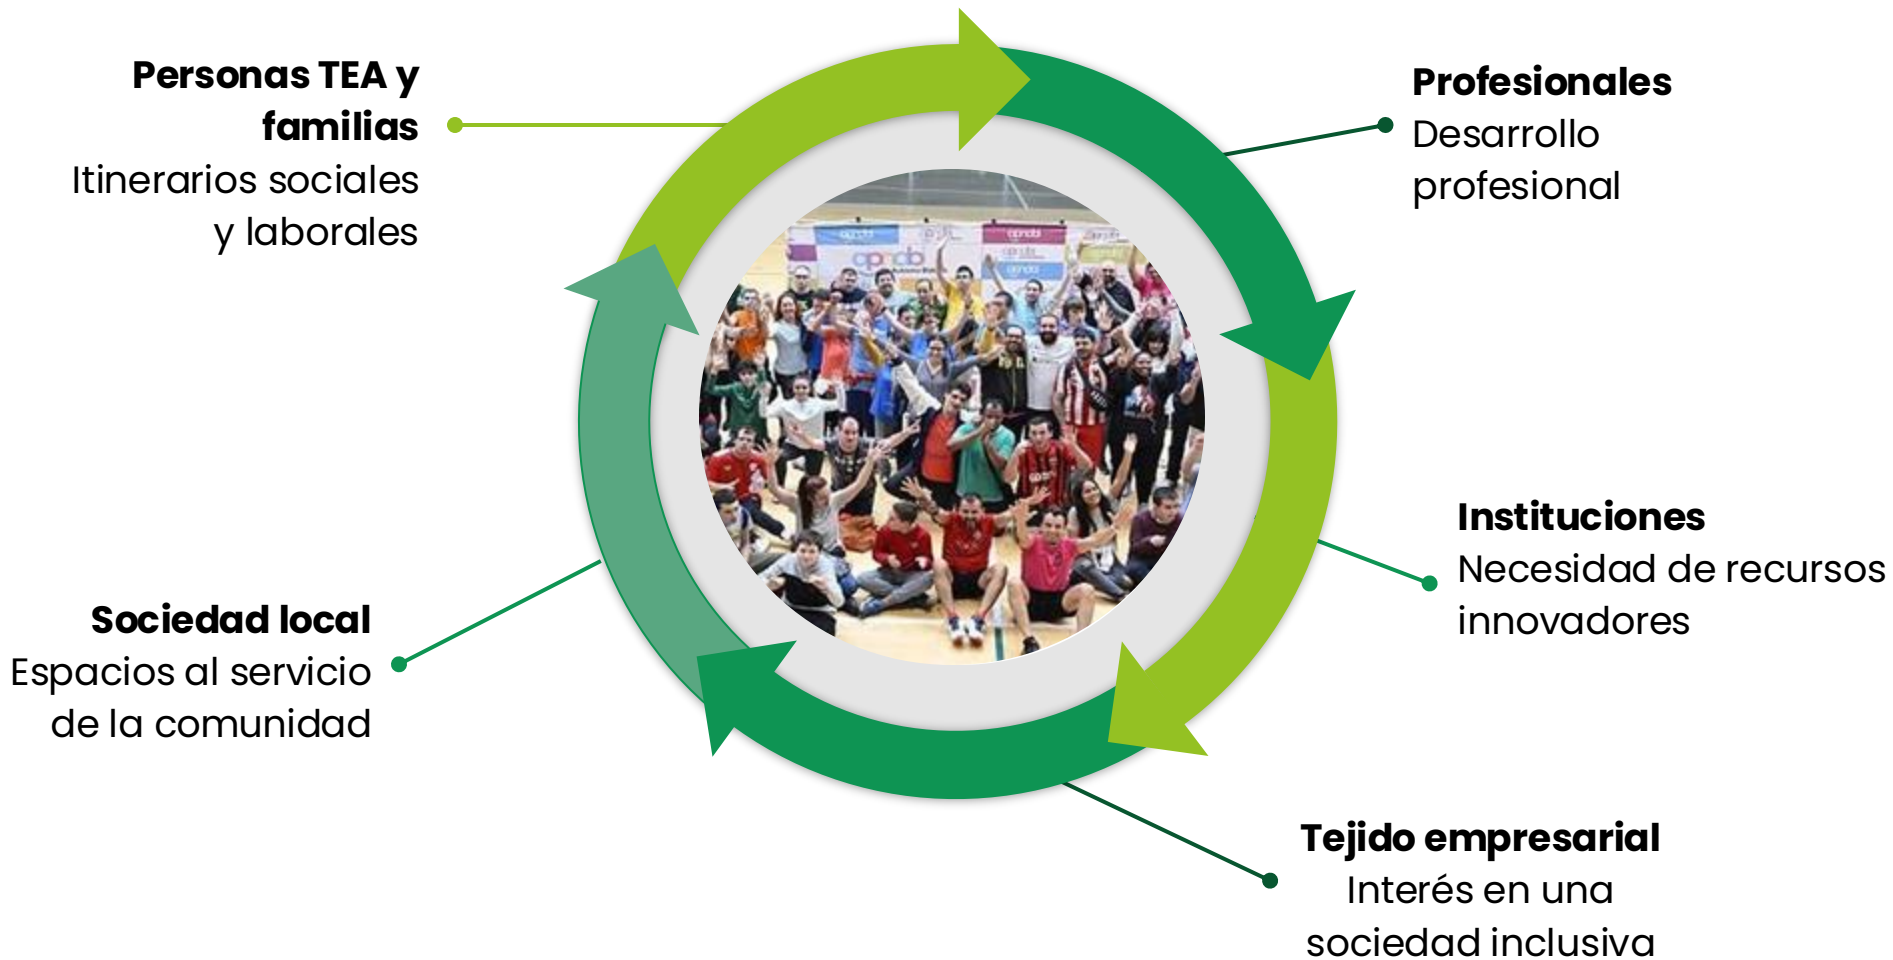 Personas TEA y
familias
Itinerarios sociales
y laborales
Profesionales
Desarrollo
profesional
Instituciones
Necesidad de recursos
innovadores
Tejido empresarial
Interés en una
sociedad inclusiva
Sociedad local
Espacios al servicio
de la comunidad
apnabi